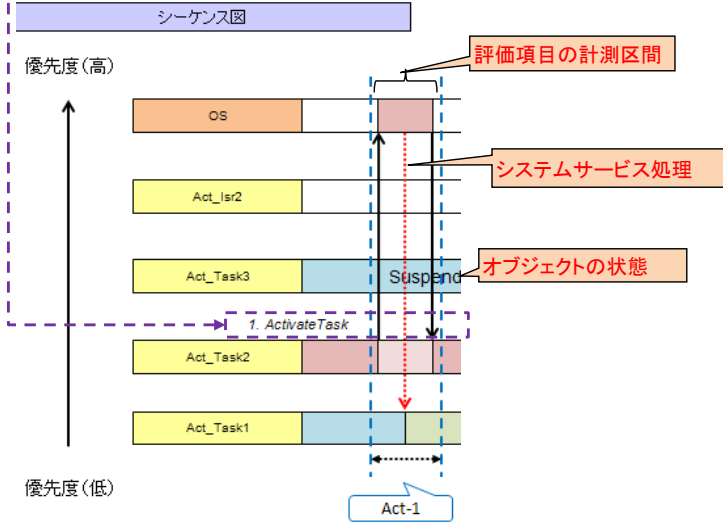 シーケンス図
優先度(高)
評価項目の計測区間
OS
システムサービス処理
Act_Isr2
Act_Task3
Suspend
オブジェクトの状態
1. ActivateTask
Act_Task2
Act_Task1
優先度(低)
Act-1